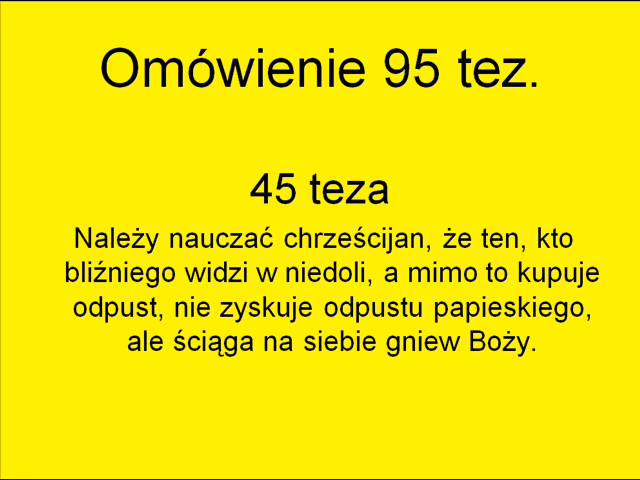 Omówienie 95 tez.
45 teza
Należy nauczać chrześcijan, że ten, kto
bliźniego widzi w niedoli, a mimo to kupuje
odpust, nie zyskuje odpustu papieskiego,
ale ściąga na siebie gniew Boży.